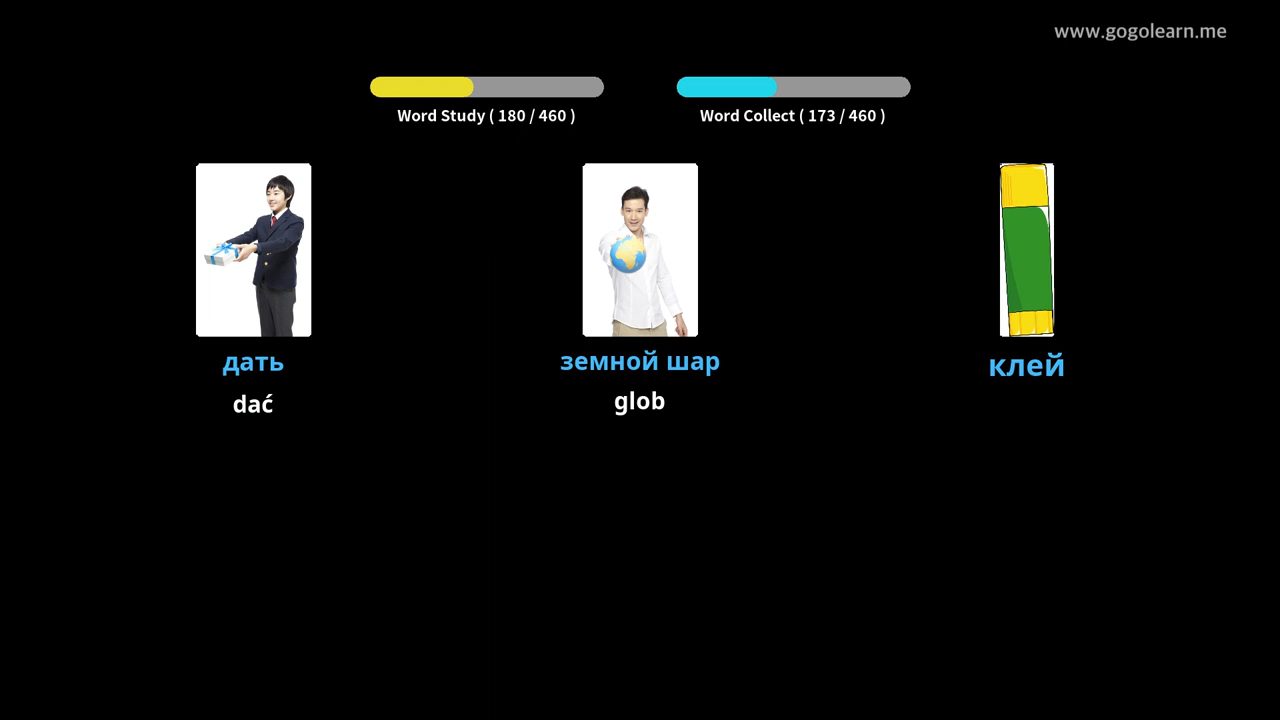 www.gogolearn.me
Word Study ( 180 / 460 )
Word Collect ( 173 / 460 )
дать
dać
земной шар
glob
клей